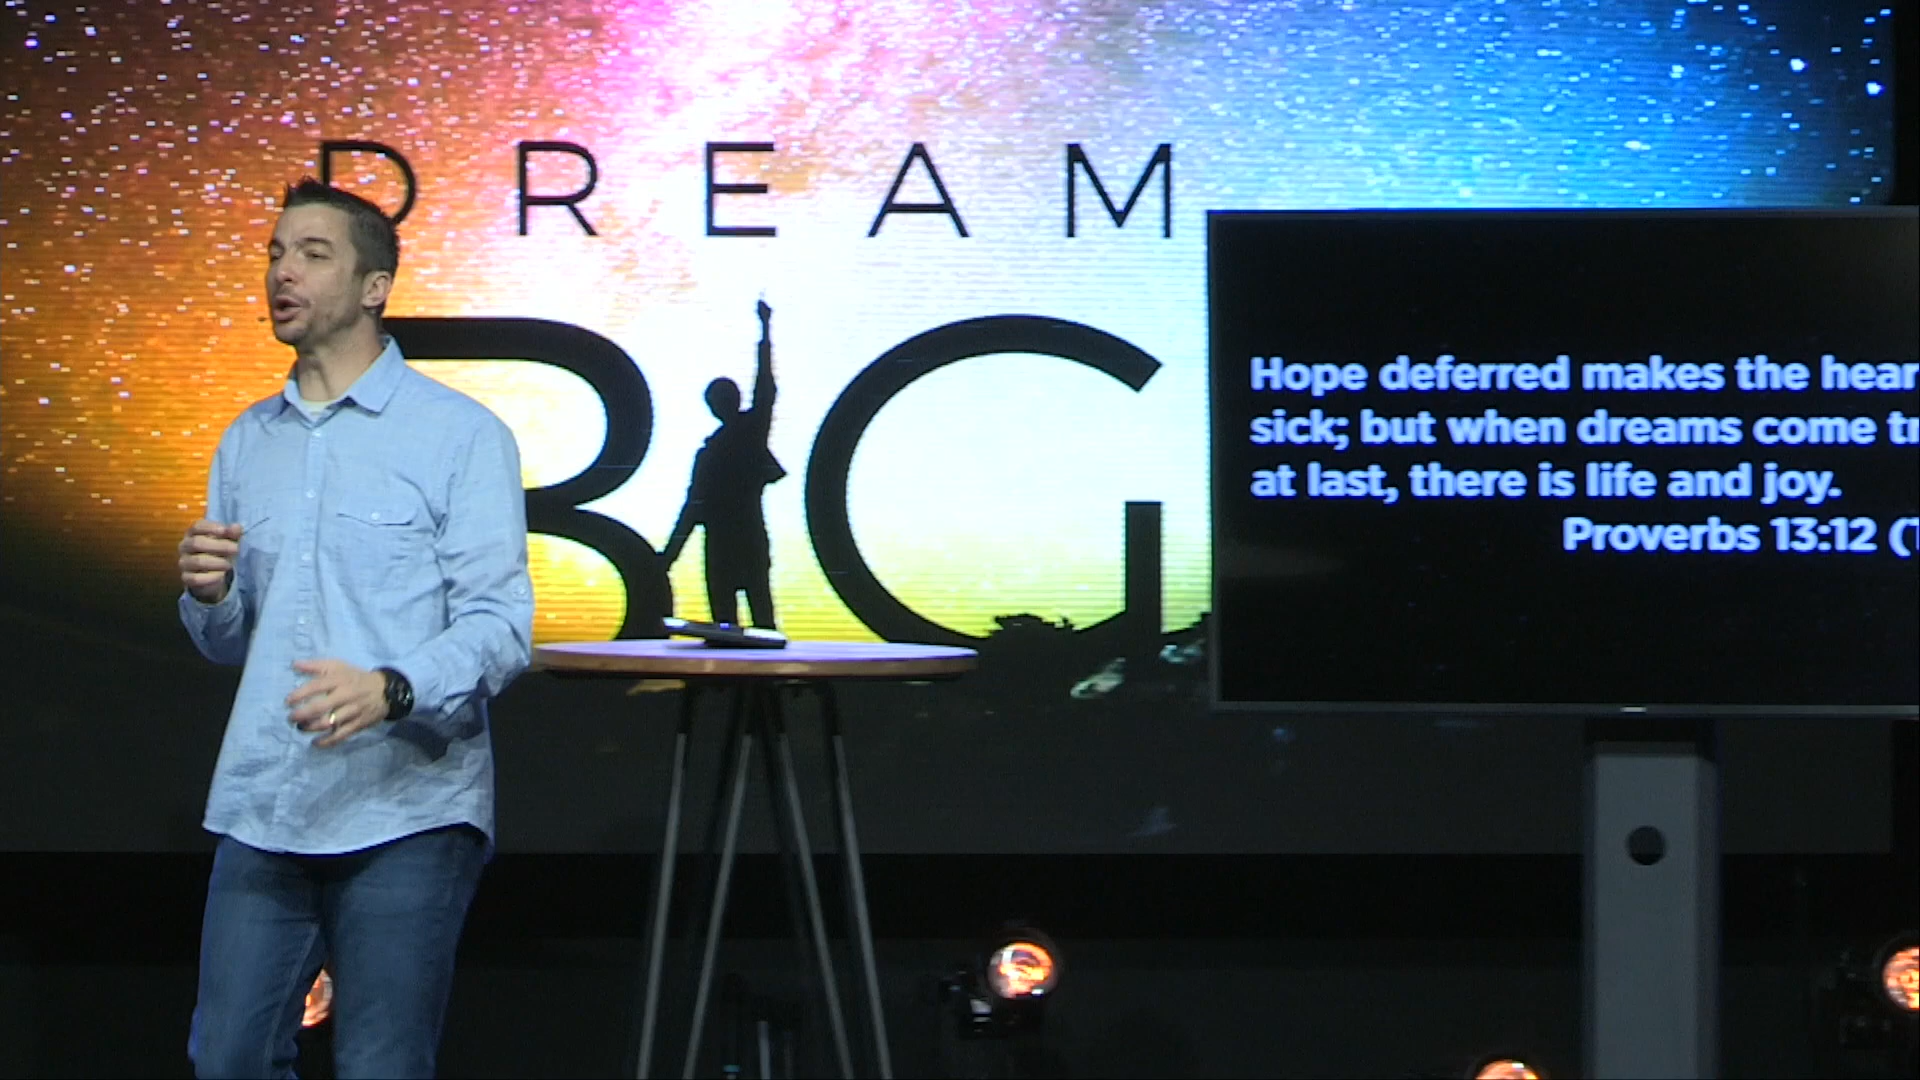 DREAM
BIG
Hope deferred makes the hear
sick; but when dreams come tr
at last, there is life and joy.
Proverbs 13:12 (T